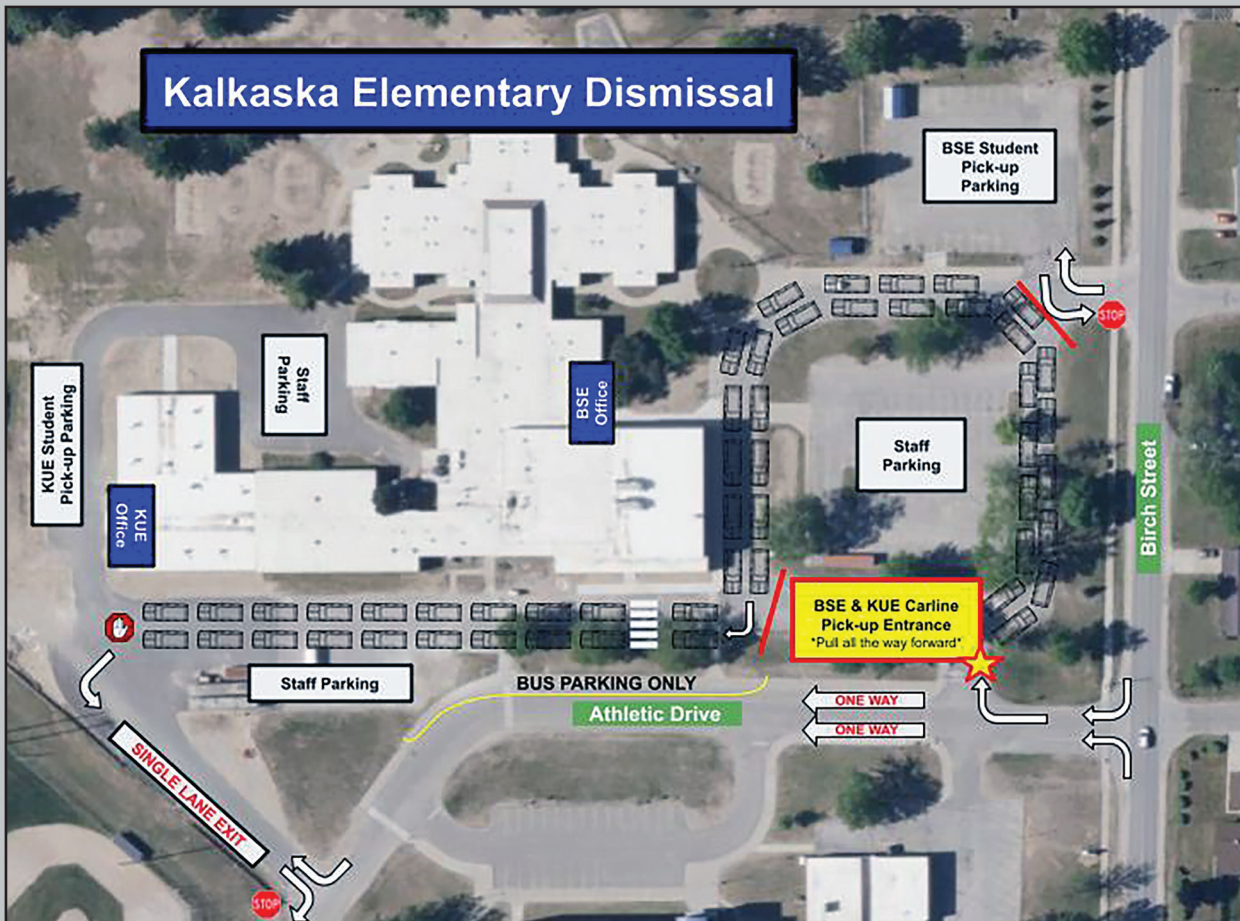 Kalkaska Elementary Dismissal
BSE Student
Pick-up
Parking
STOP
KUE Student
Pick-up Parking
Staff
Parking
BSE
Office
Staff
Parking
Birch Street
KUE
Office
BSE & KUE Carline
Pick-up Entrance
*Pull all the way forward*
Staff Parking
BUS PARKING ONLY
Athletic Drive
ONE WAY
ONE WAY
SINGLE LANE EXIT
STOP